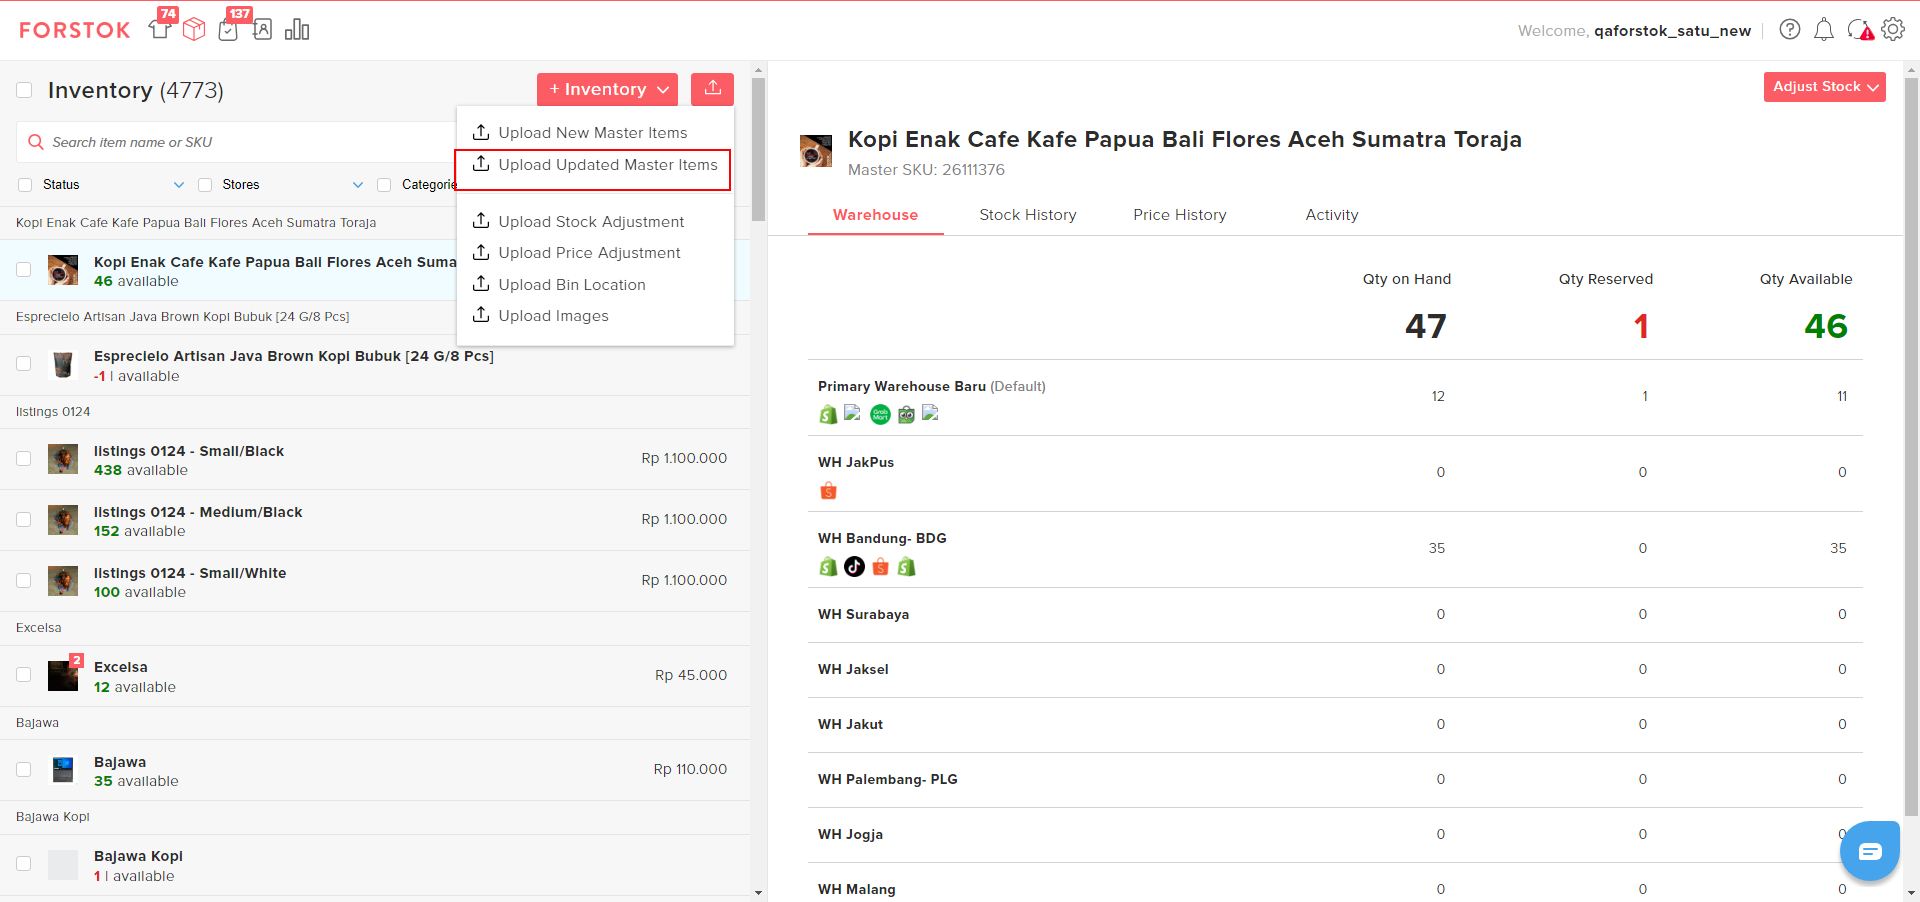 FORSTOK
74
137
Welcome, qaforstok_satu_new
Inventory (4773)
+ Inventory
Search item name or SKU
Status
Stores
Categorie
Upload New Master Items
Upload Updated Master Items
Upload Stock Adjustment
Upload Price Adjustment
Upload Bin Location
Upload Images
Kopi Enak Cafe Kafe Papua Bali Flores Aceh Sumatra Toraja
Kopi Enak Cafe Kafe Papua Bali Flores Aceh Suma
46 available
Esprecielo Artisan Java Brown Kopi Bubuk [24 G/8 Pcs]
Esprecielo Artisan Java Brown Kopi Bubuk [24 G/8 Pcs]
-1 | available
listings 0124
listings 0124 - Small/Black
438 available
Rp 1.100.000
listings 0124 - Medium/Black
152 available
Rp 1.100.000
listings 0124 - Small/White
100 available
Rp 1.100.000
Excelsa
2
Excelsa
12 available
Rp 45.000
Bajawa
Bajawa
35 available
Rp 110.000
Bajawa Kopi
Bajawa Kopi
1 | available
Adjust Stock
Kopi Enak Cafe Kafe Papua Bali Flores Aceh Sumatra Toraja
Master SKU: 26111376
Warehouse
Stock History
Price History
Activity
Qty on Hand
Qty Reserved
Qty Available
47
1
46
Primary Warehouse Baru (Default)
12
1
11
Grab
Mart
WH JakPus
0
0
0
WH Bandung- BDG
35
0
35
WH Surabaya
0
0
0
WH Jaksel
0
0
0
WH Jakut
0
0
0
WH Palembang- PLG
0
0
0
WH Jogja
0
0
0
WH Malang
0
0
0